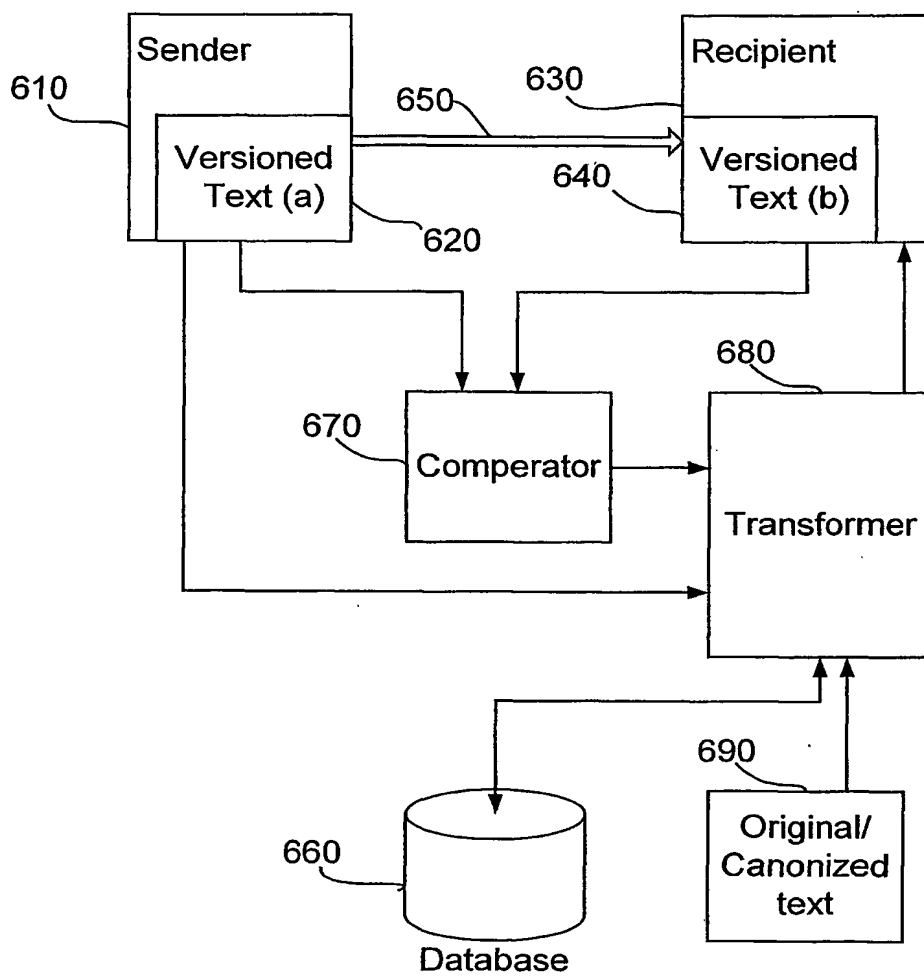 Sender
Recipient
610
630
650
Versioned
Text (a)
Versioned
Text (b)
640
620
680
670
Comperator
Transformer
690
Original/
Canonized
text
660
Database